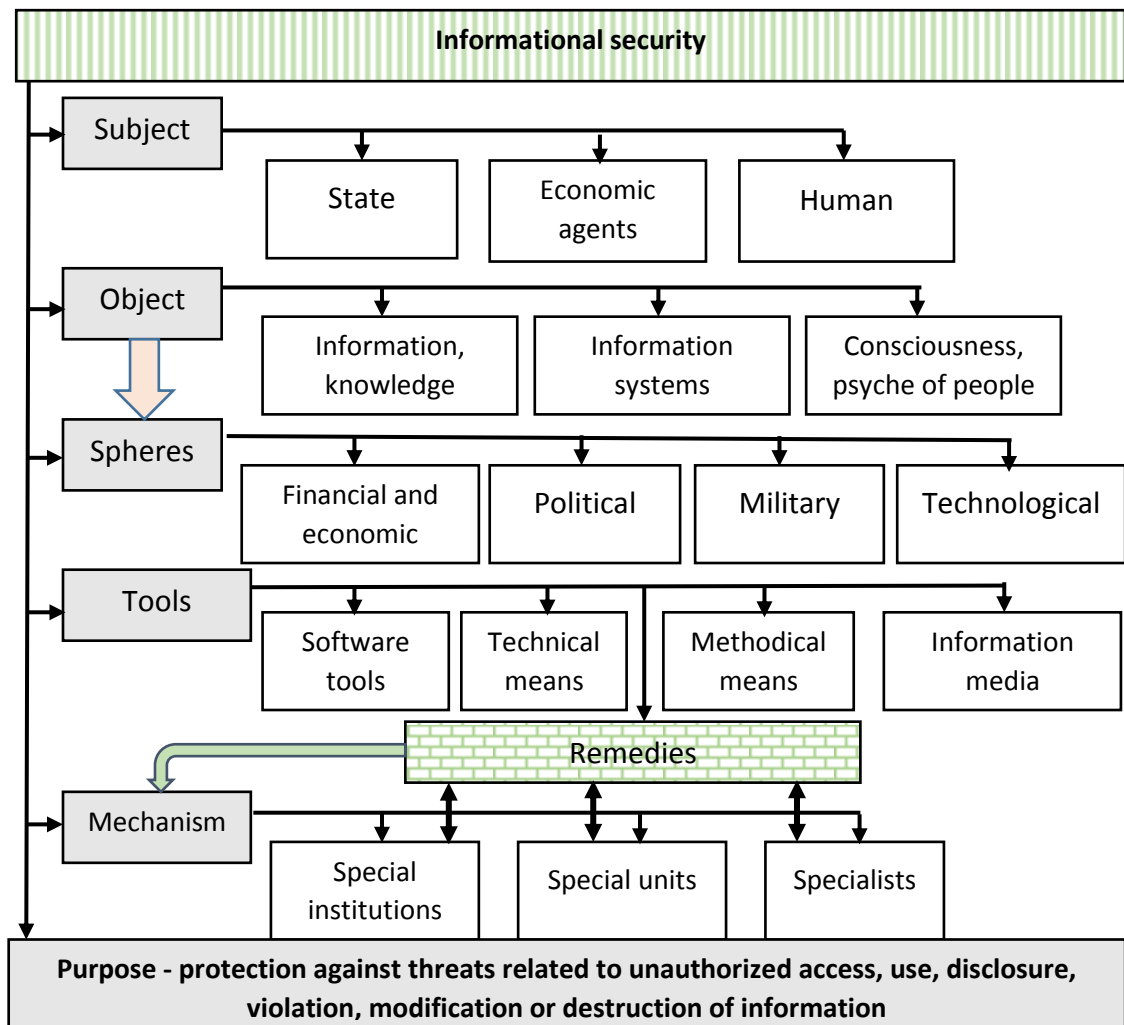 Informational security
Subject
State
Economic
agents
Human
Object
Information,
knowledge
Information
systems
Consciousness,
psyche of people
Spheres
Financial and
economic
Political
Military
Technological
Tools
Software
tools
Technical
means
Methodical
means
Information
media
Remedies
Mechanism
Special
institutions
Special units
Specialists
Purpose - protection against threats related to unauthorized access, use, disclosure,
violation, modification or destruction of information